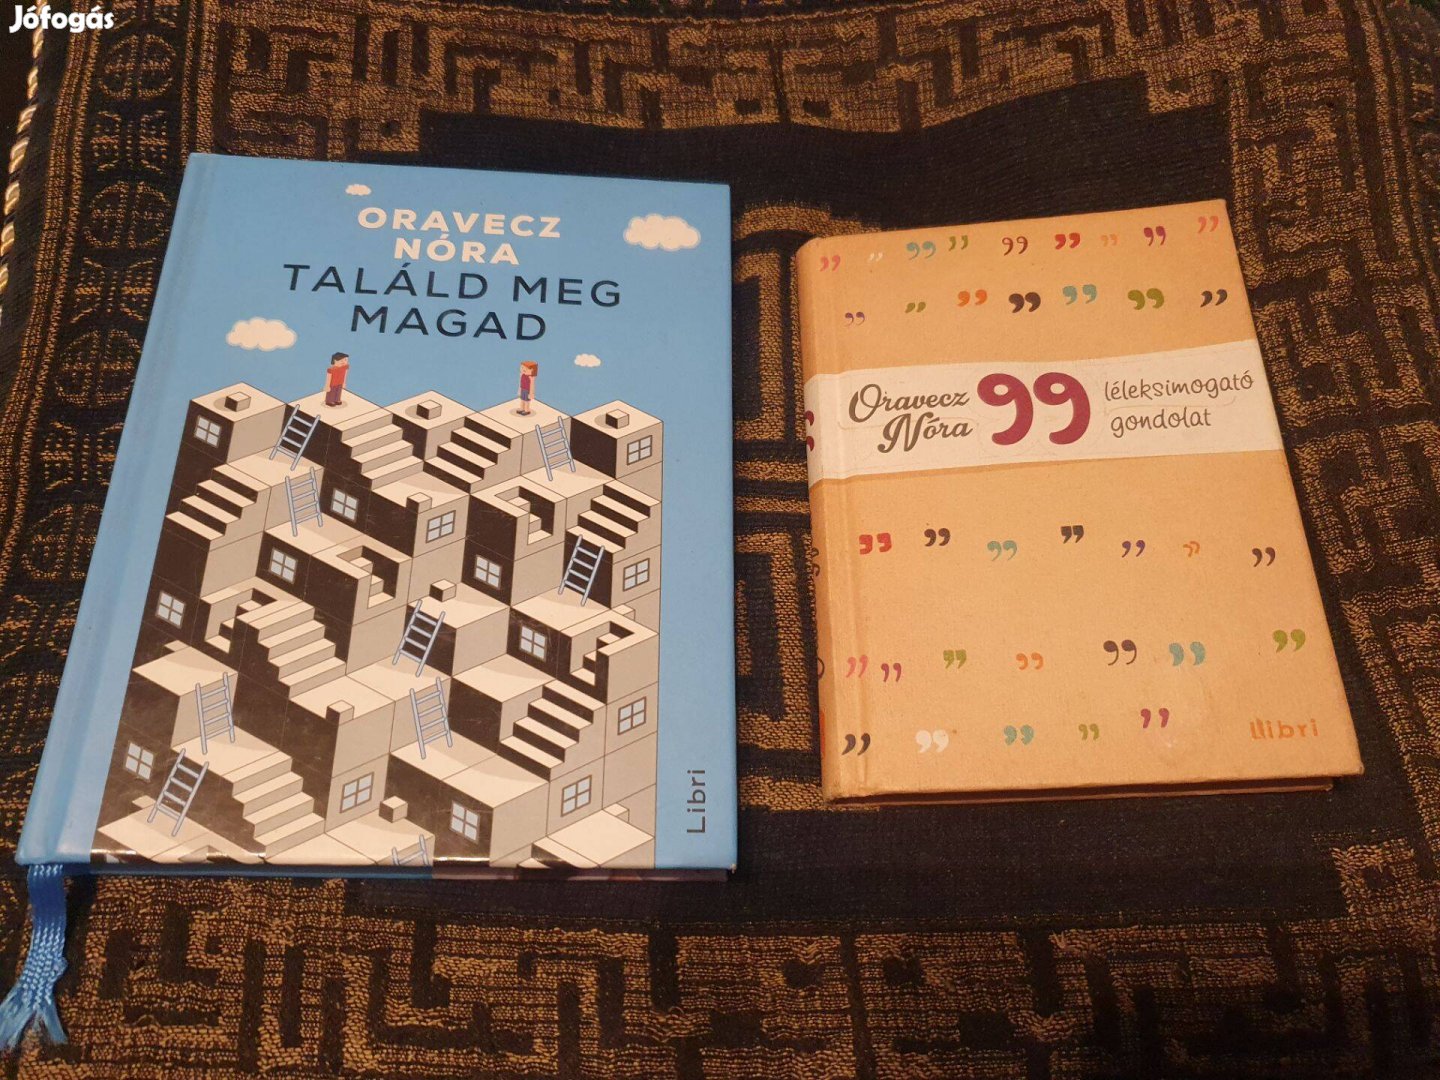 Jófogás
ORAVECZ
NÓRA
TALÁLD MEG
MAGAD
Libri
Oravecz
Nóra
99
léleksimogató
gondolat
Libri